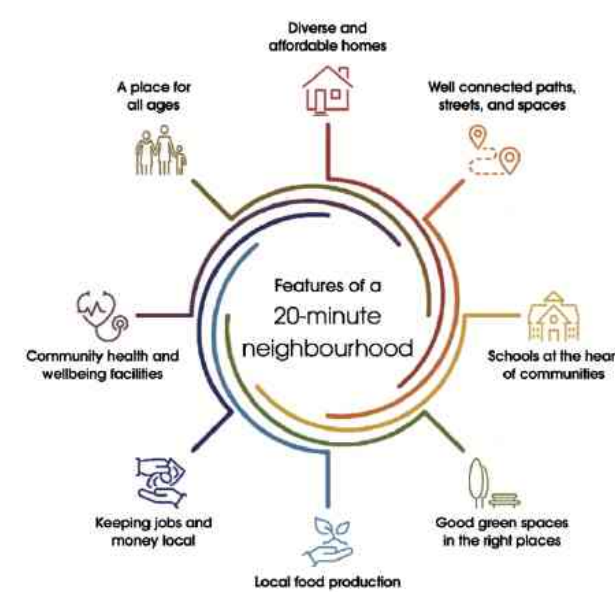 Diverse and
affordable homes
A place for
all ages
Well connected paths,
streets, and spaces
Features of a
20-minute
neighbourhood
Community health and
wellbeing facilities
Schools at the hear
of communities
Keeping jobs and
money local
Good green spaces
in the right places
Local food production